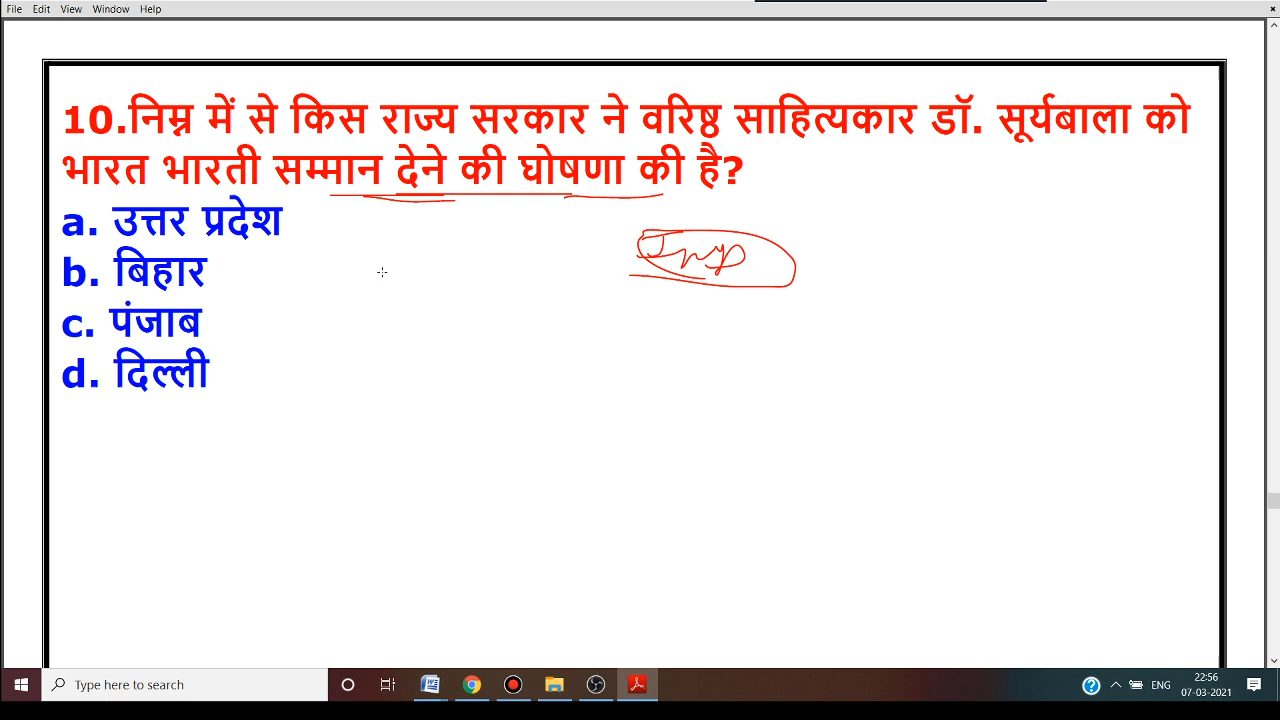 File Edit View Window Help
10.निम्न में से किस राज्य सरकार ने वरिष्ठ साहित्यकार डॉ. सूर्यबाला को
भारत भारती सम्मान देने की घोषणा की है?
a. उत्तर प्रदेश
Imp
b. बिहार
c. पंजाब
d. दिल्ली
Type here to search
ENG
22:56
07-03-2021